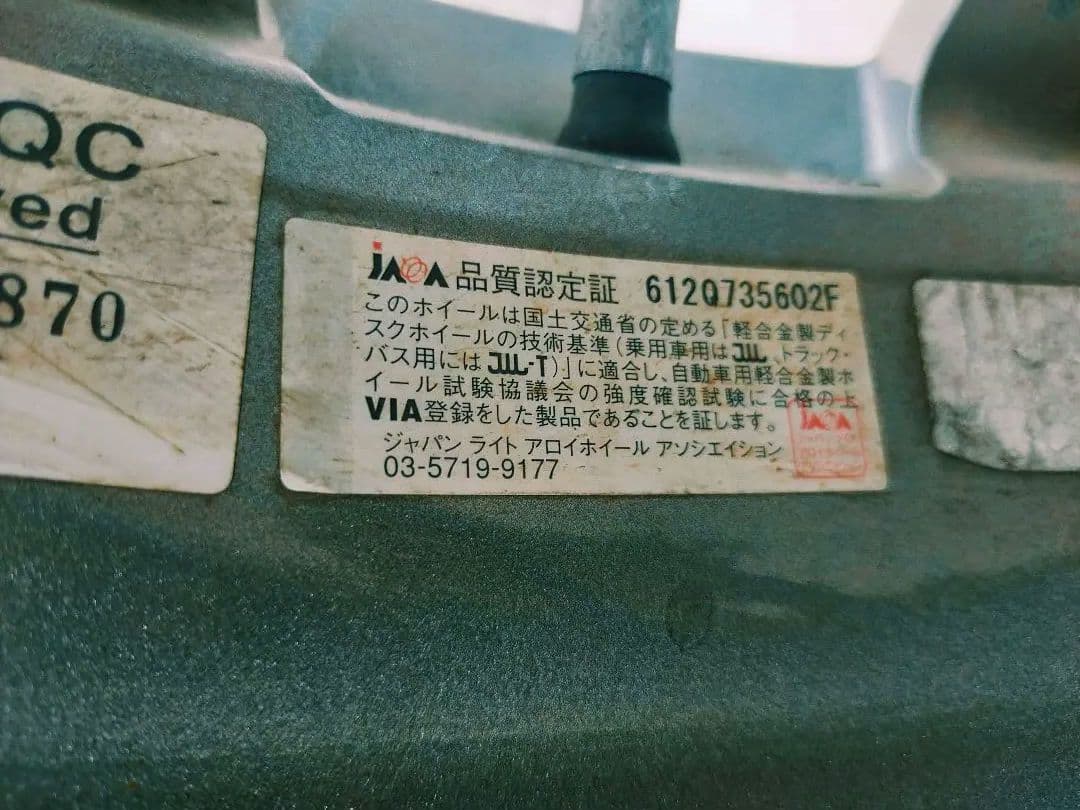 QC
ved
870
JAWA 品質認定証 612Q735602F
このホイールは国土交通省の定める「軽合金製ディ
スクホイールの技術基準(乗用車用はJWL、トラック・
バス用にはJWL-T)」に適合し、自動車用軽合金製ホ
イール試験協議会の強度確認試験に合格の上
VIA登録をした製品であることを証します。
ジャパン ライト アロイホイール アソシエイション
03-5719-9177
JAWA